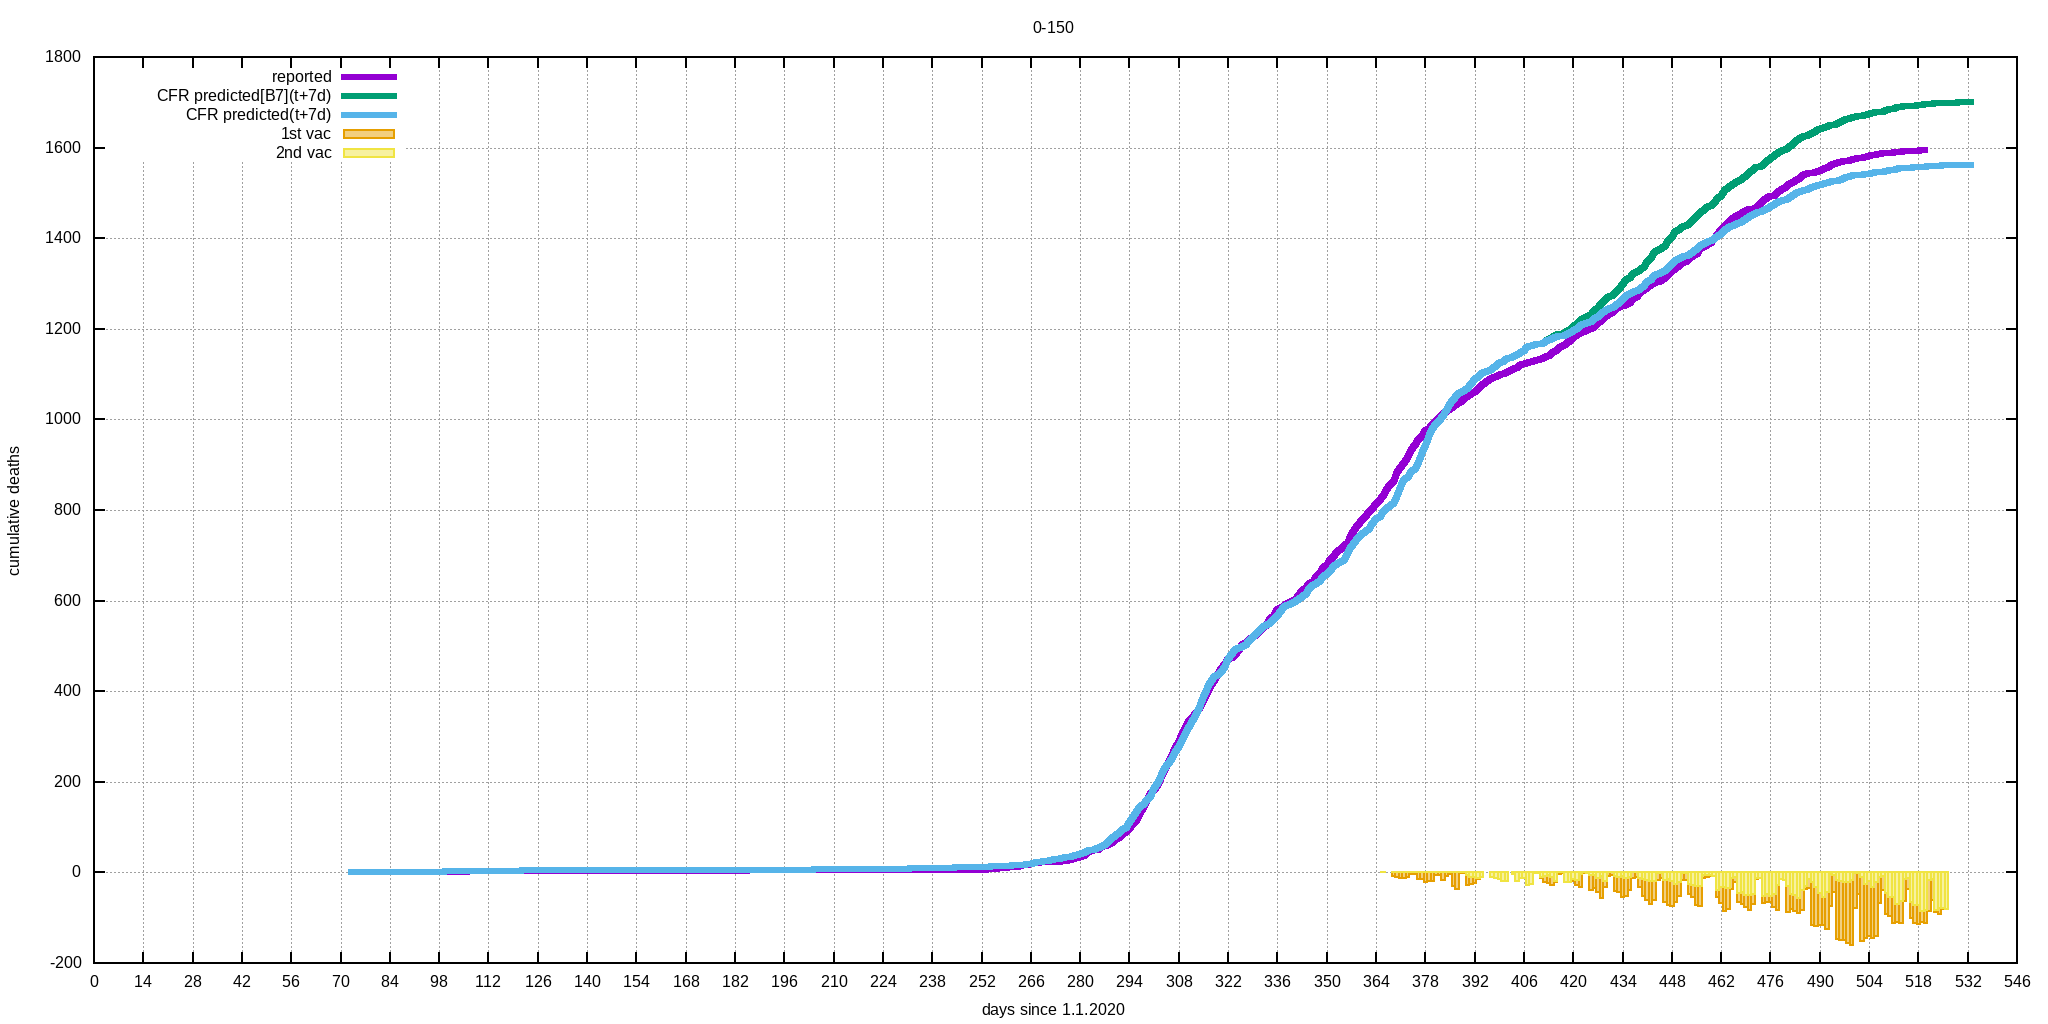 0-150
1800
1600
1400
1200
1000
800
600
400
200
0
-200
cumulative deaths
reported
CFR predicted[B7](t+7d)
CFR predicted(t+7d)
1st vac
2nd vac
0 14 28 42 56 70 84 98 112 126 140 154 168 182 196 210 224 238 252 266 280 294 308 322 336 350 364 378 392 406 420 434 448 462 476 490 504 518 532 546
days since 1.1.2020